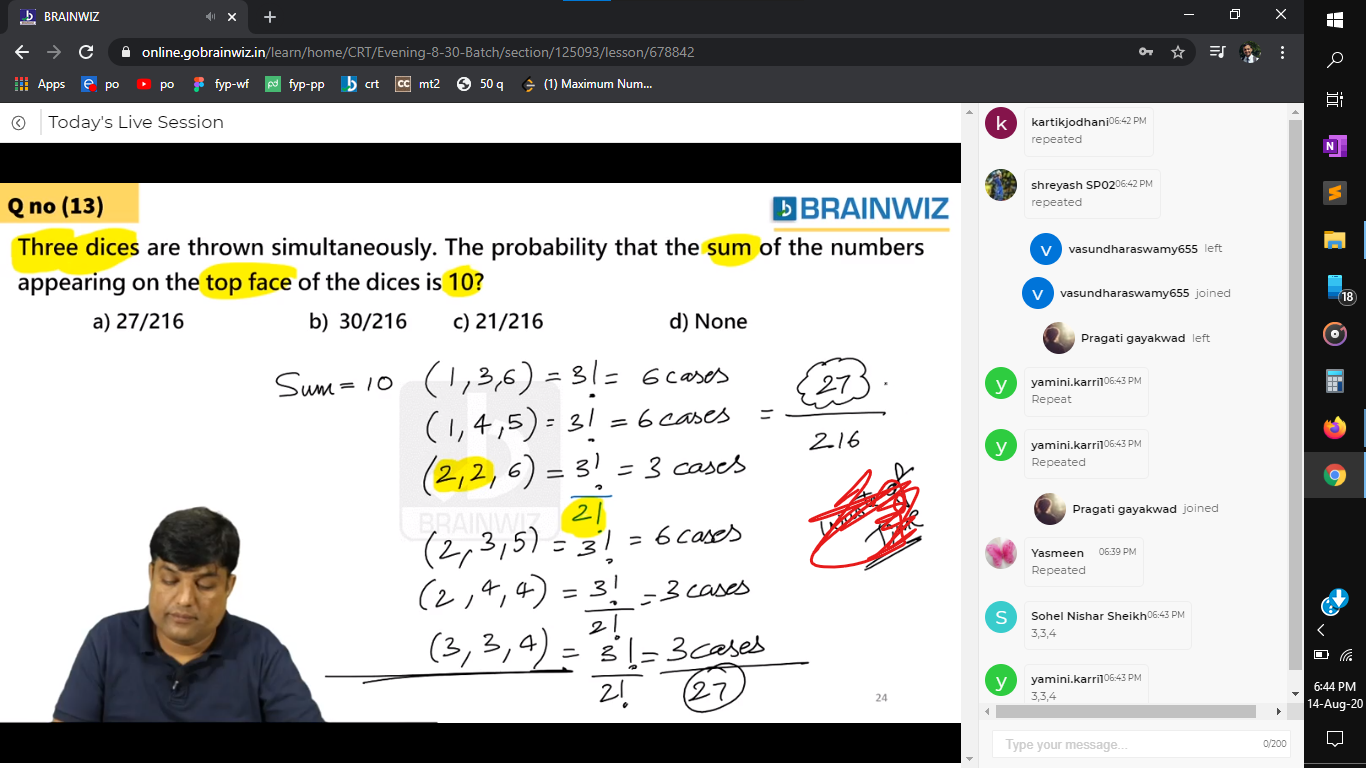 BRAINWIZ
online.gobrainwiz.in/learn/home/CRT/Evening-8-30-Batch/section/125093/lesson/678842
Apps po po fyp-wf fyp-pp crt CC mt2 50 q (1) Maximum Num...
Today's Live Session
Q no (13)
BRAINWIZ
Three dices are thrown simultaneously. The probability that the sum of the numbers
appearing on the top face of the dices is 10?
a) 27/216 b) 30/216 c) 21/216 d) None
Sum = 10 (1, 3, 6) = 3! = 6 cases
(1, 4, 5) = 3! = 6 cases
(2, 2, 6) = 3!/2! = 3 cases
(2, 3, 5) = 3! = 6 cases
(2, 4, 4) = 3!/2! = 3 cases
(3, 3, 4) = 3!/2! = 3 cases
27
= 27/216
BRAINWIZ
24
k
kartikjodhani 06:42 PM
repeated
shreyash SP02 06:42 PM
repeated
v vasundharaswamy655 left
v vasundharaswamy655 joined
Pragati gayakwad left
y
yamini.karri1 06:43 PM
Repeat
y
yamini.karri1 06:43 PM
Repeated
Pragati gayakwad joined
Yasmeen 06:39 PM
Repeated
S
Sohel Nishar Sheikh 06:43 PM
3,3,4
y
yamini.karri1 06:43 PM
3,3,4
Type your message... 0/200
N
18
6:44 PM
14-Aug-20